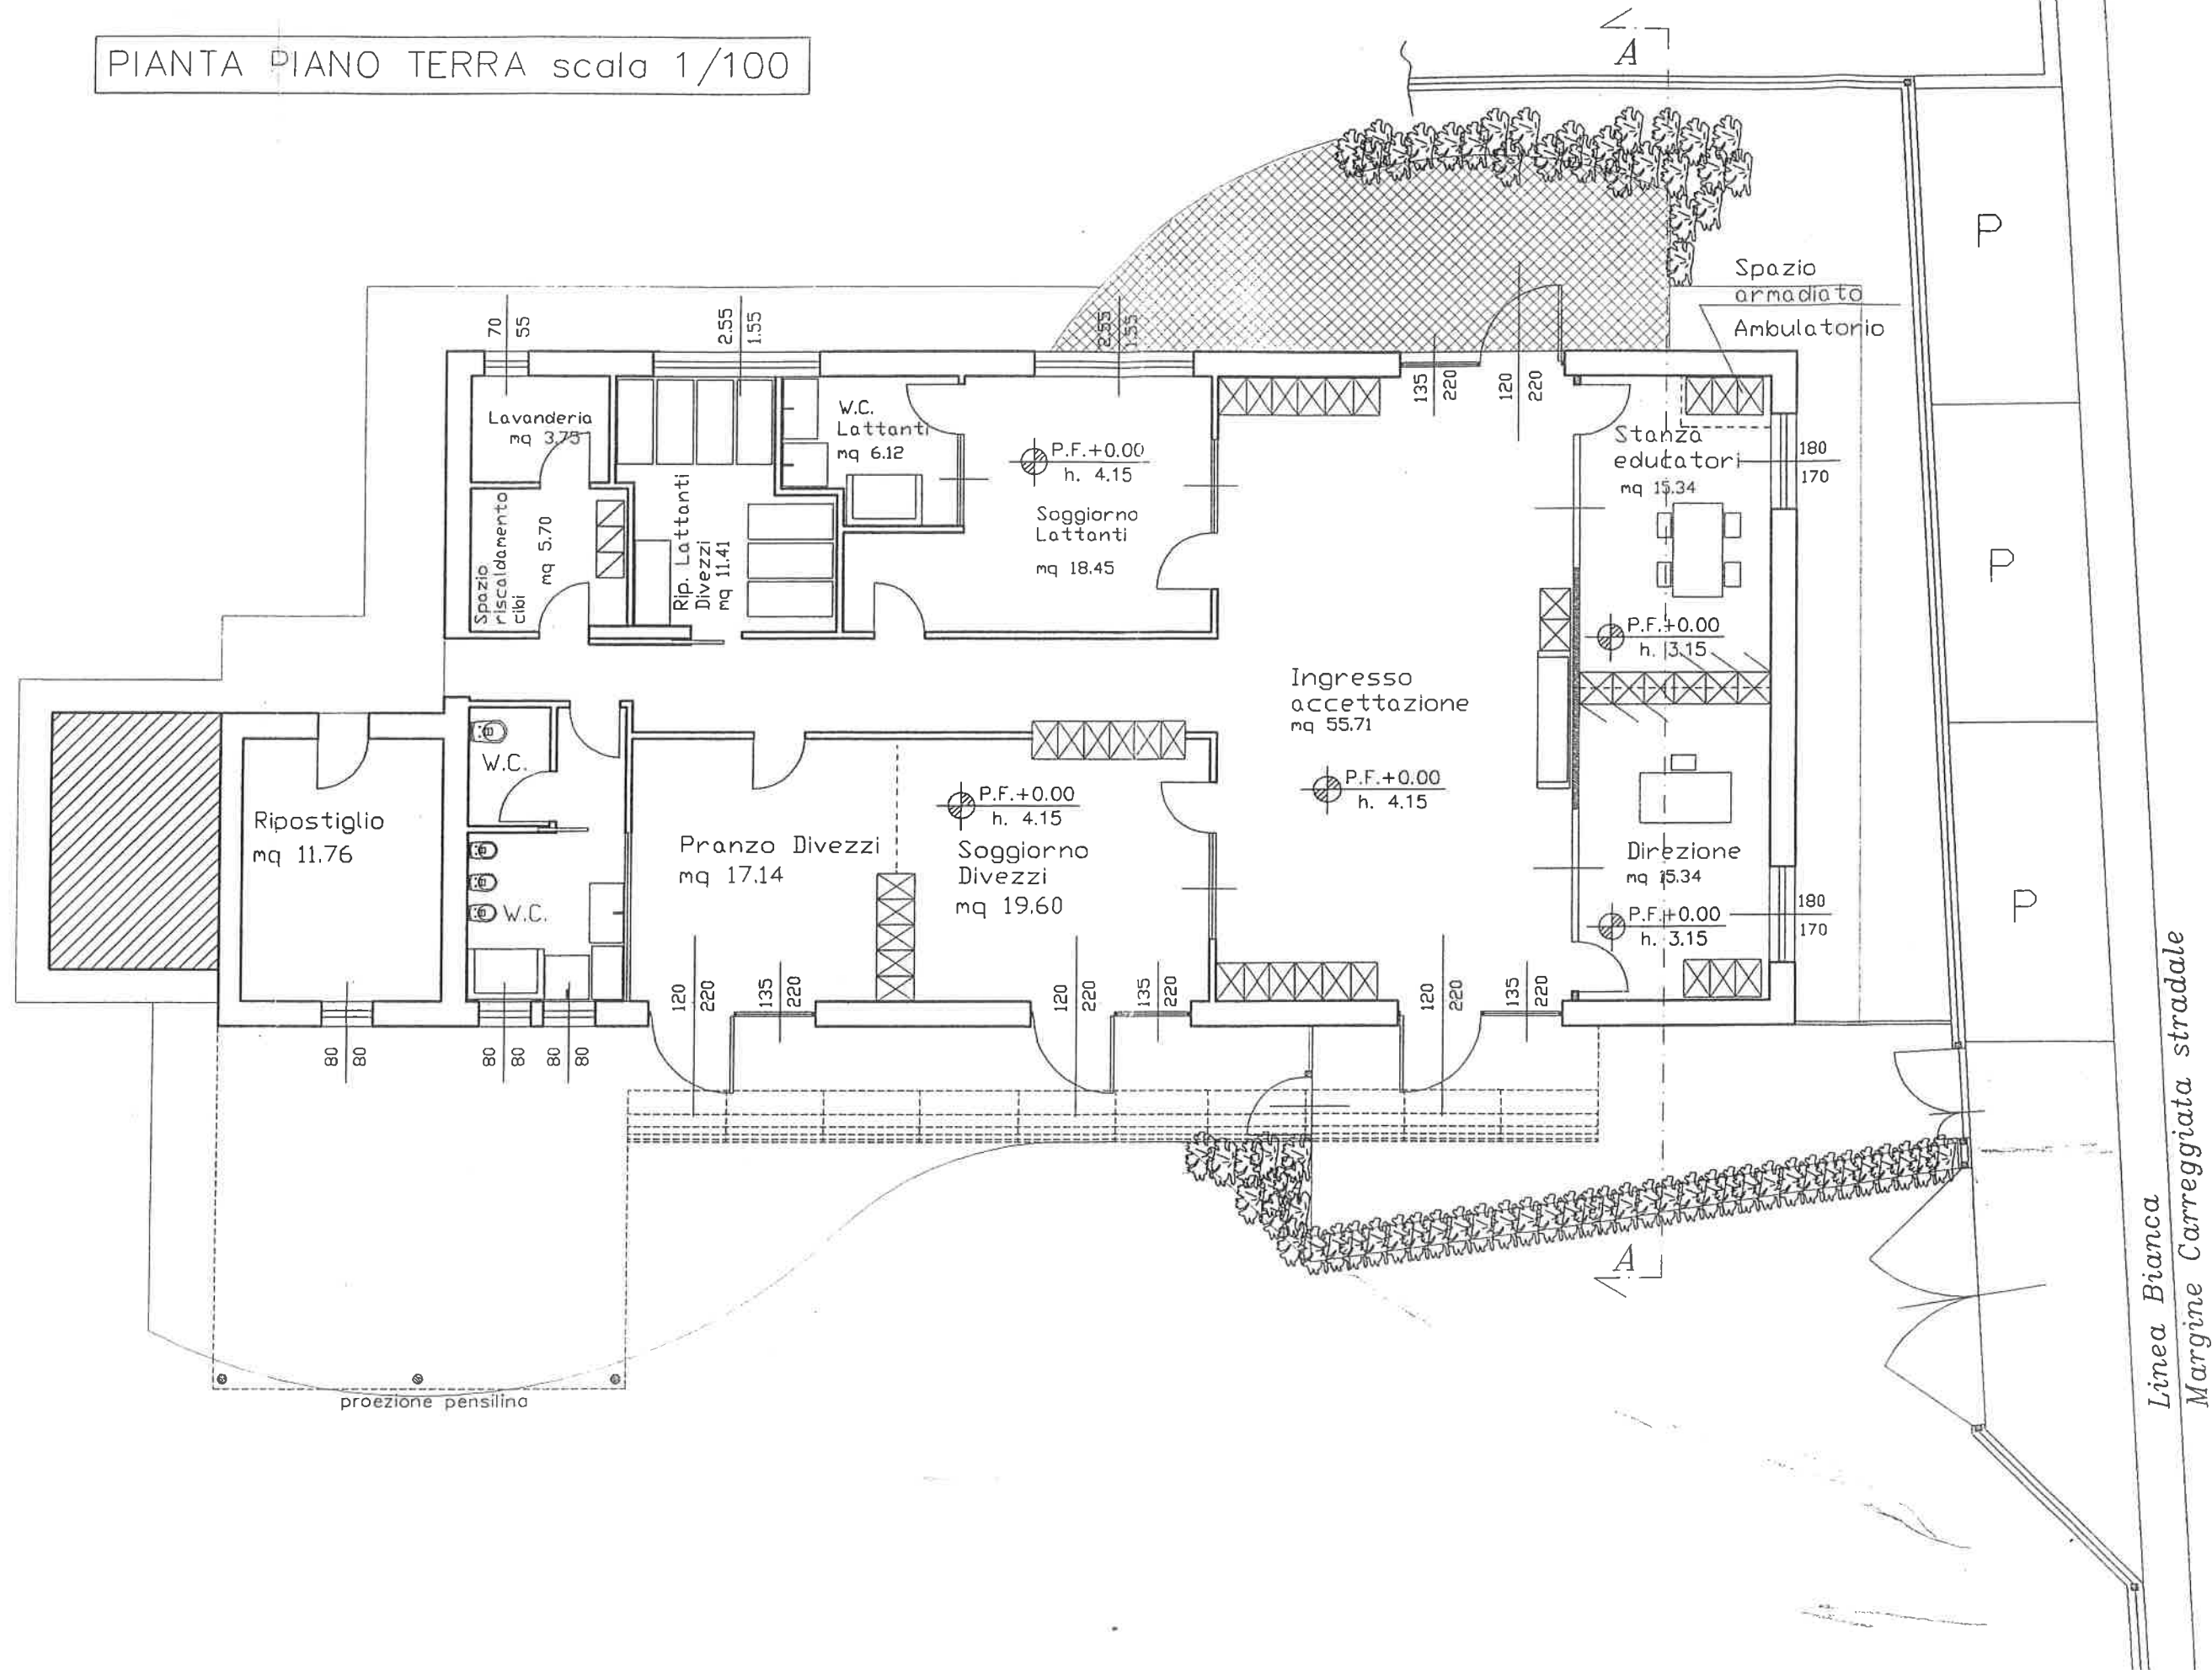 PIANTA PIANO TERRA scala 1/100
A
P
Spazio
armadiato
Ambulatorio
70
55
2.55
1.55
2.55
1.55
135
220
120
220
Lavanderia
mq 3.75
W.C.
Lattanti
mq 6.12
P.F.+0.00
h. 4.15
Soggiorno
Lattanti
mq 18.45
Stanza
educatori
mq 15.34
180
170
Spazio
riscaldamento
cibi
mq 5.70
Rip. Lattanti
Divezzi
mq 11.41
P
P.F.+0.00
h. 3.15
Ingresso
accettazione
mq 55.71
P.F.+0.00
h. 4.15
W.C.
Ripostiglio
mq 11.76
P.F.+0.00
h. 4.15
Pranzo Divezzi
mq 17.14
Soggiorno
Divezzi
mq 19.60
Direzione
mq 15.34
P.F.+0.00
h. 3.15
180
170
P
W.C.
80
80
80
80
80
80
120
220
135
220
120
220
135
220
120
220
135
220
A
proezione pensilina
Linea Bianca
Margine Carreggiata stradale